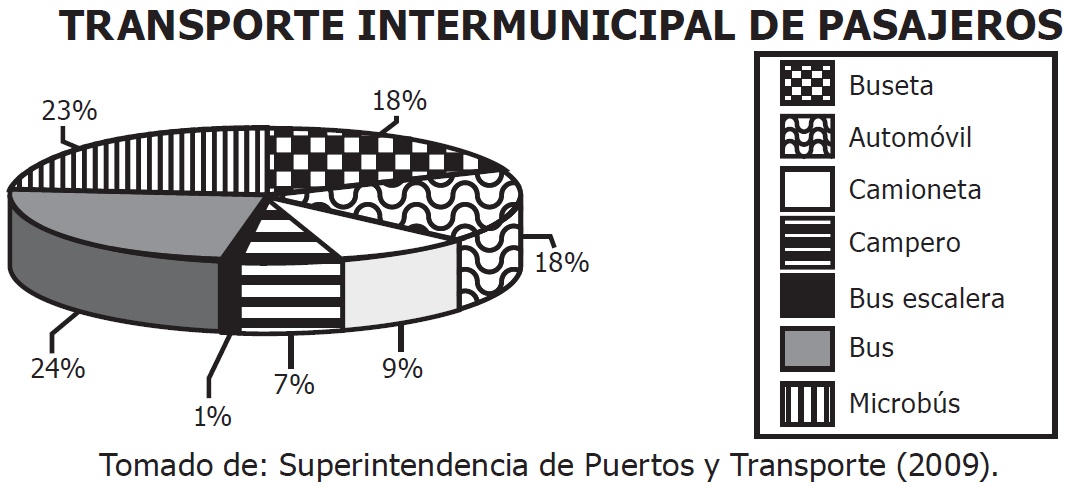 TRANSPORTE INTERMUNICIPAL DE PASAJEROS
23%
18%
18%
9%
7%
1%
24%
Buseta
Automóvil
Camioneta
Campero
Bus escalera
Bus
Microbús
Tomado de: Superintendencia de Puertos y Transporte (2009).